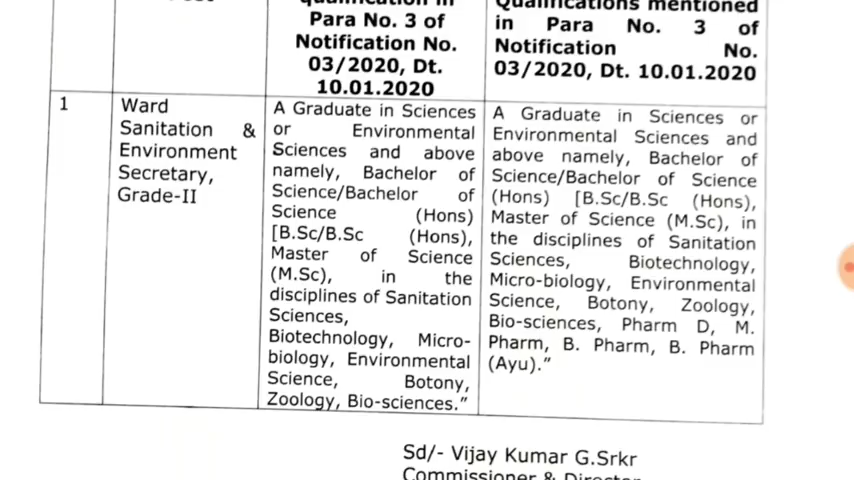 qualification in
Para No. 3 of
Notification No.
03/2020, Dt.
10.01.2020
Qualifications mentioned
in Para No. 3 of
Notification No.
03/2020, Dt. 10.01.2020
1
Ward
Sanitation &
Environment
Secretary,
Grade-II
A Graduate in Sciences
or Environmental
Sciences and above
namely, Bachelor of
Science/Bachelor of
Science (Hons)
[B.Sc/B.Sc (Hons),
Master of Science
(M.Sc), in the
disciplines of Sanitation
Sciences,
Biotechnology, Micro-
biology, Environmental
Science, Botony,
Zoology, Bio-sciences.”
A Graduate in Sciences or
Environmental Sciences and
above namely, Bachelor of
Science/Bachelor of Science
(Hons) [B.Sc/B.Sc (Hons),
Master of Science (M.Sc), in
the disciplines of Sanitation
Sciences, Biotechnology,
Micro-biology, Environmental
Science, Botony, Zoology,
Bio-sciences, Pharm D, M.
Pharm, B. Pharm, B. Pharm
(Ayu).”
Sd/- Vijay Kumar G.Srkr
Commissioner & Director